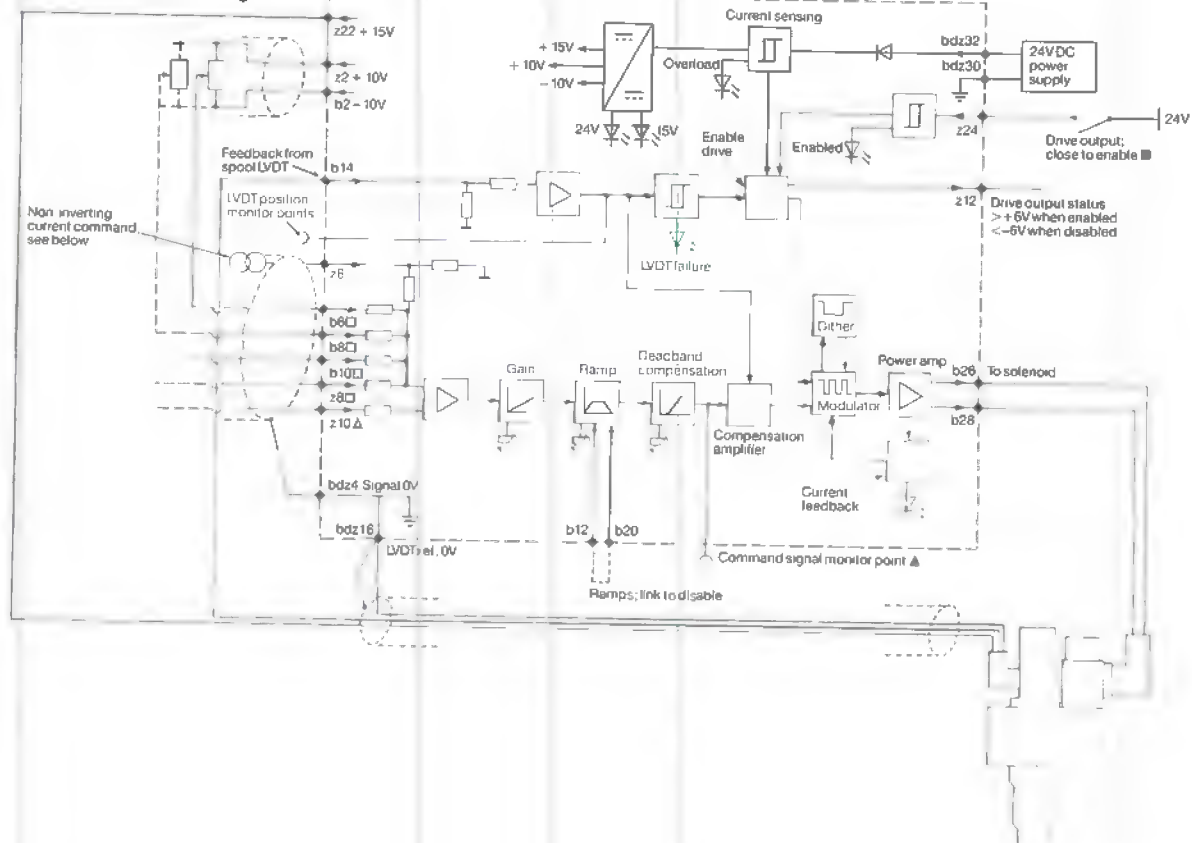 Current sensing
z22 + 15V
+ 15V
+ 10V
- 10V
Overload
bdz32
bdz30
24V DC
power
supply
z2 + 10V
b2 - 10V
24V
15V
Enable
drive
Enabled
z24
24V
Drive output;
close to enable ■
Feedback from
spool LVDT
b14
LVDT position
monitor points
z12
Drive output status
> + 6V when enabled
< -6V when disabled
Non-inverting
current command
see below
z6
LVDT failure
b6□
b8□
b10□
z8□
z10 Δ
Gain
Ramp
Deadband
compensation
Dither
Modulator
Power amp
b26
To solenoid
b28
Compensation
amplifier
Current
feedback
bdz4 Signal 0V
bdz16
LVDT ref. 0V
b12
b20
Command signal monitor point ▲
Ramps; link to disable